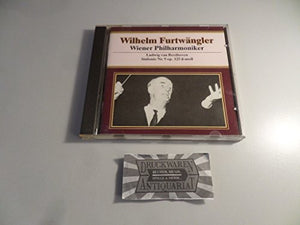 Wilhelm Furtwängler
Wiener Philharmoniker
Ludwig van Beethoven
Sinfonie Nr. 9 op. 125 d-moll
DRUCKWAREN
ANTIQUARIAT